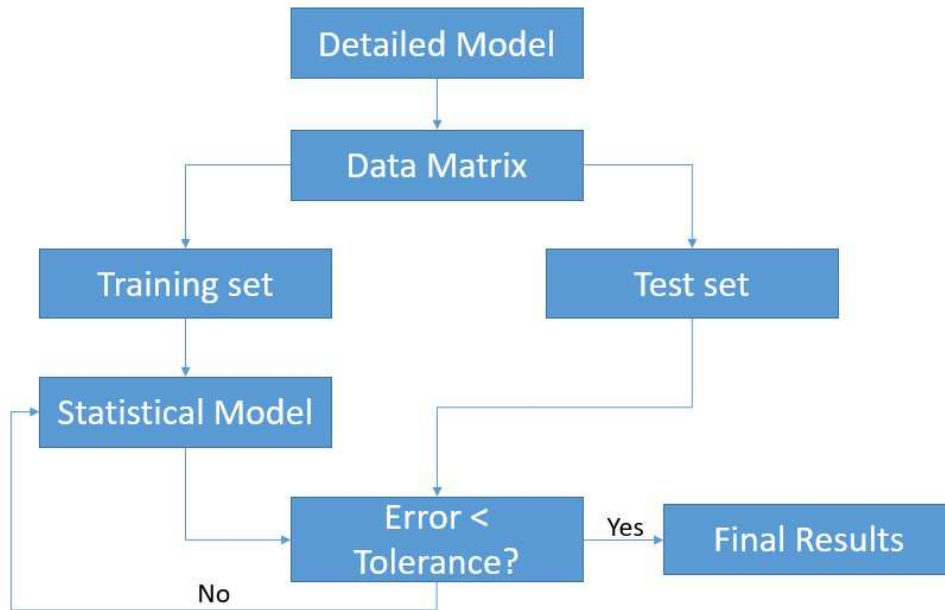 Detailed Model
Data Matrix
Training set
Test set
Statistical Model
Error <
Tolerance?
Yes
Final Results
No